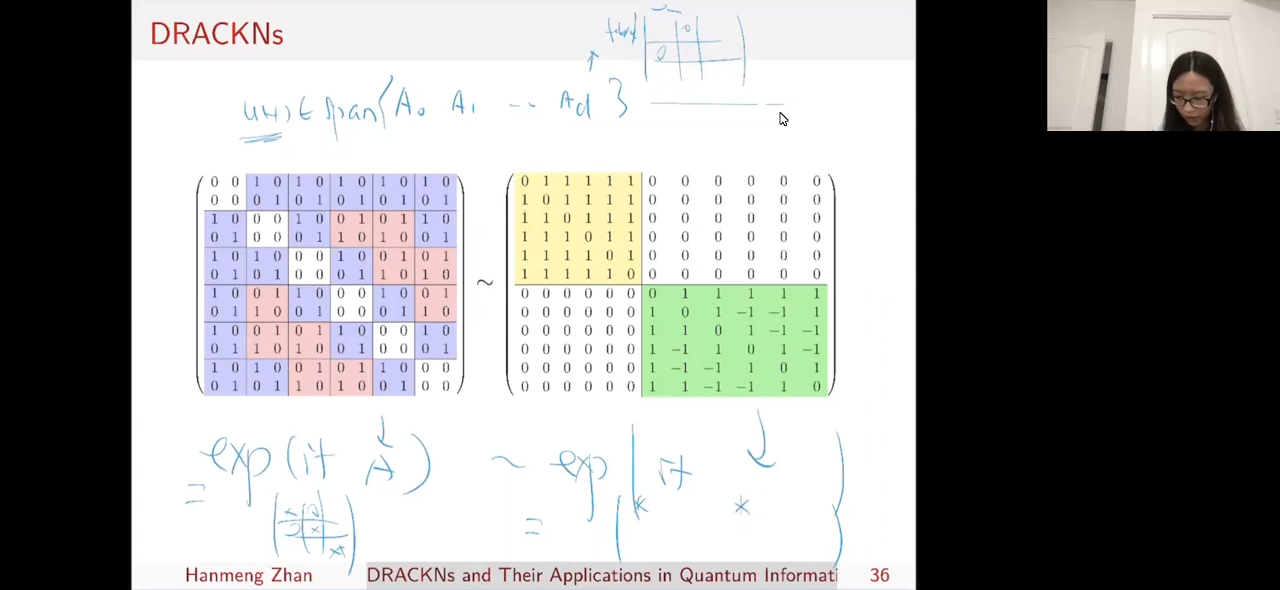 DRACKNs
U(t) ∈ span{A₀ A₁ ... A_d}
0
0
0 0 1 0 1 0 1 0 1 0 1 0
0 0 0 1 0 1 0 1 0 1 0 1
1 0 0 0 1 0 0 1 0 1 1 0
0 1 0 0 0 1 1 0 1 0 0 1
1 0 1 0 0 0 1 0 0 1 0 1
0 1 0 1 0 0 0 1 1 0 1 0
1 0 0 1 1 0 0 0 1 0 0 1
0 1 1 0 0 1 0 0 0 1 1 0
1 0 0 1 0 1 1 0 0 0 1 0
0 1 1 0 1 0 0 1 0 0 0 1
1 0 1 0 0 1 0 1 1 0 0 0
0 1 0 1 1 0 1 0 0 1 0 0
~
0 1 1 1 1 1 0 0 0 0 0 0
1 0 1 1 1 1 0 0 0 0 0 0
1 1 0 1 1 1 0 0 0 0 0 0
1 1 1 0 1 1 0 0 0 0 0 0
1 1 1 1 0 1 0 0 0 0 0 0
1 1 1 1 1 0 0 0 0 0 0 0
0 0 0 0 0 0 0 1 1 1 1 1
0 0 0 0 0 0 1 0 1 −1 −1 1
0 0 0 0 0 0 1 1 0 1 −1 −1
0 0 0 0 0 0 1 −1 1 0 1 −1
0 0 0 0 0 0 1 −1 −1 1 0 1
0 0 0 0 0 0 1 1 −1 −1 1 0
exp(it A) ~ exp( it )
= =
Hanmeng Zhan DRACKNs and Their Applications in Quantum Informati 36